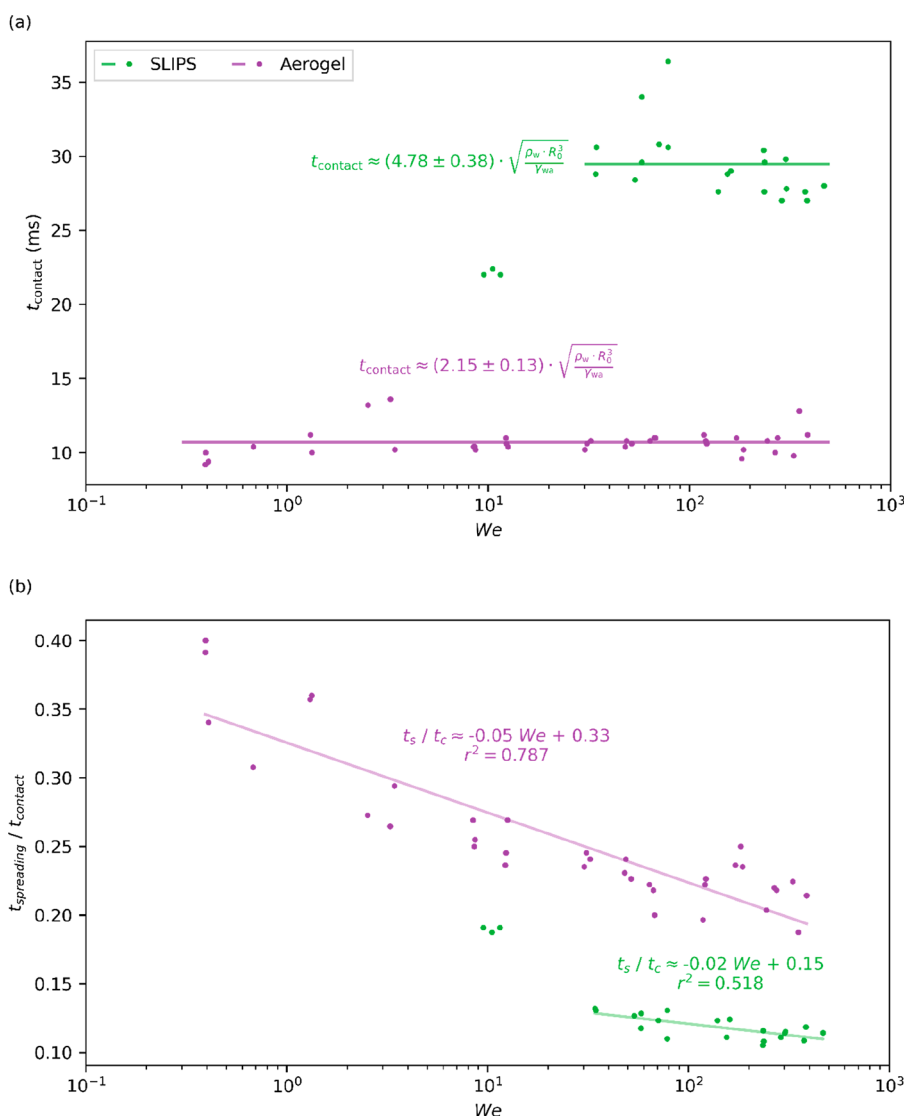 (a)
SLIPS Aerogel
35
30
25
20
15
10
t_contact (ms)
t_contact ≈ (4.78 ± 0.38) · √(ρ_w · R_0^3 / γ_wa)
t_contact ≈ (2.15 ± 0.13) · √(ρ_w · R_0^3 / γ_wa)
10^-1 10^0 10^1 10^2 10^3
We
(b)
0.40
0.35
0.30
0.25
0.20
0.15
0.10
t_spreading / t_contact
t_s / t_c ≈ -0.05 We + 0.33
r^2 = 0.787
t_s / t_c ≈ -0.02 We + 0.15
r^2 = 0.518
10^-1 10^0 10^1 10^2 10^3
We